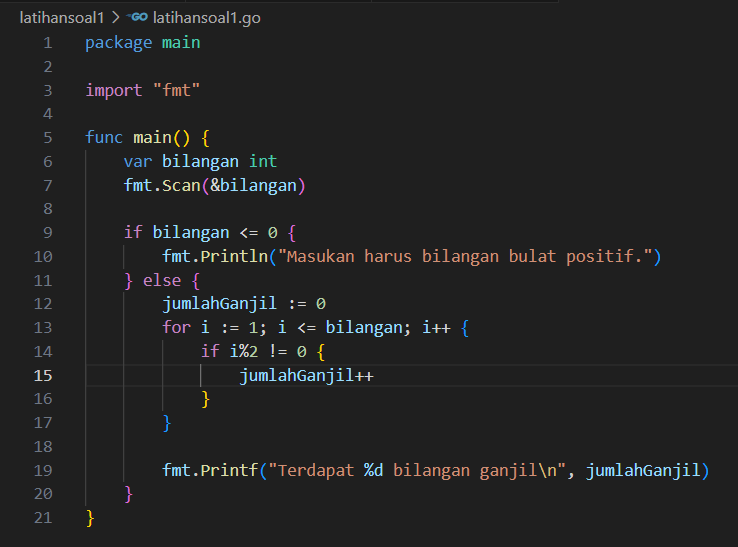 latihansoal1 > GO latihansoal1.go
1 package main
2
3 import "fmt"
4
5 func main() {
6     var bilangan int
7     fmt.Scan(&bilangan)
8
9     if bilangan <= 0 {
10         fmt.Println("Masukan harus bilangan bulat positif.")
11     } else {
12         jumlahGanjil := 0
13         for i := 1; i <= bilangan; i++ {
14             if i%2 != 0 {
15                 jumlahGanjil++
16             }
17         }
18
19         fmt.Printf("Terdapat %d bilangan ganjil\n", jumlahGanjil)
20     }
21 }